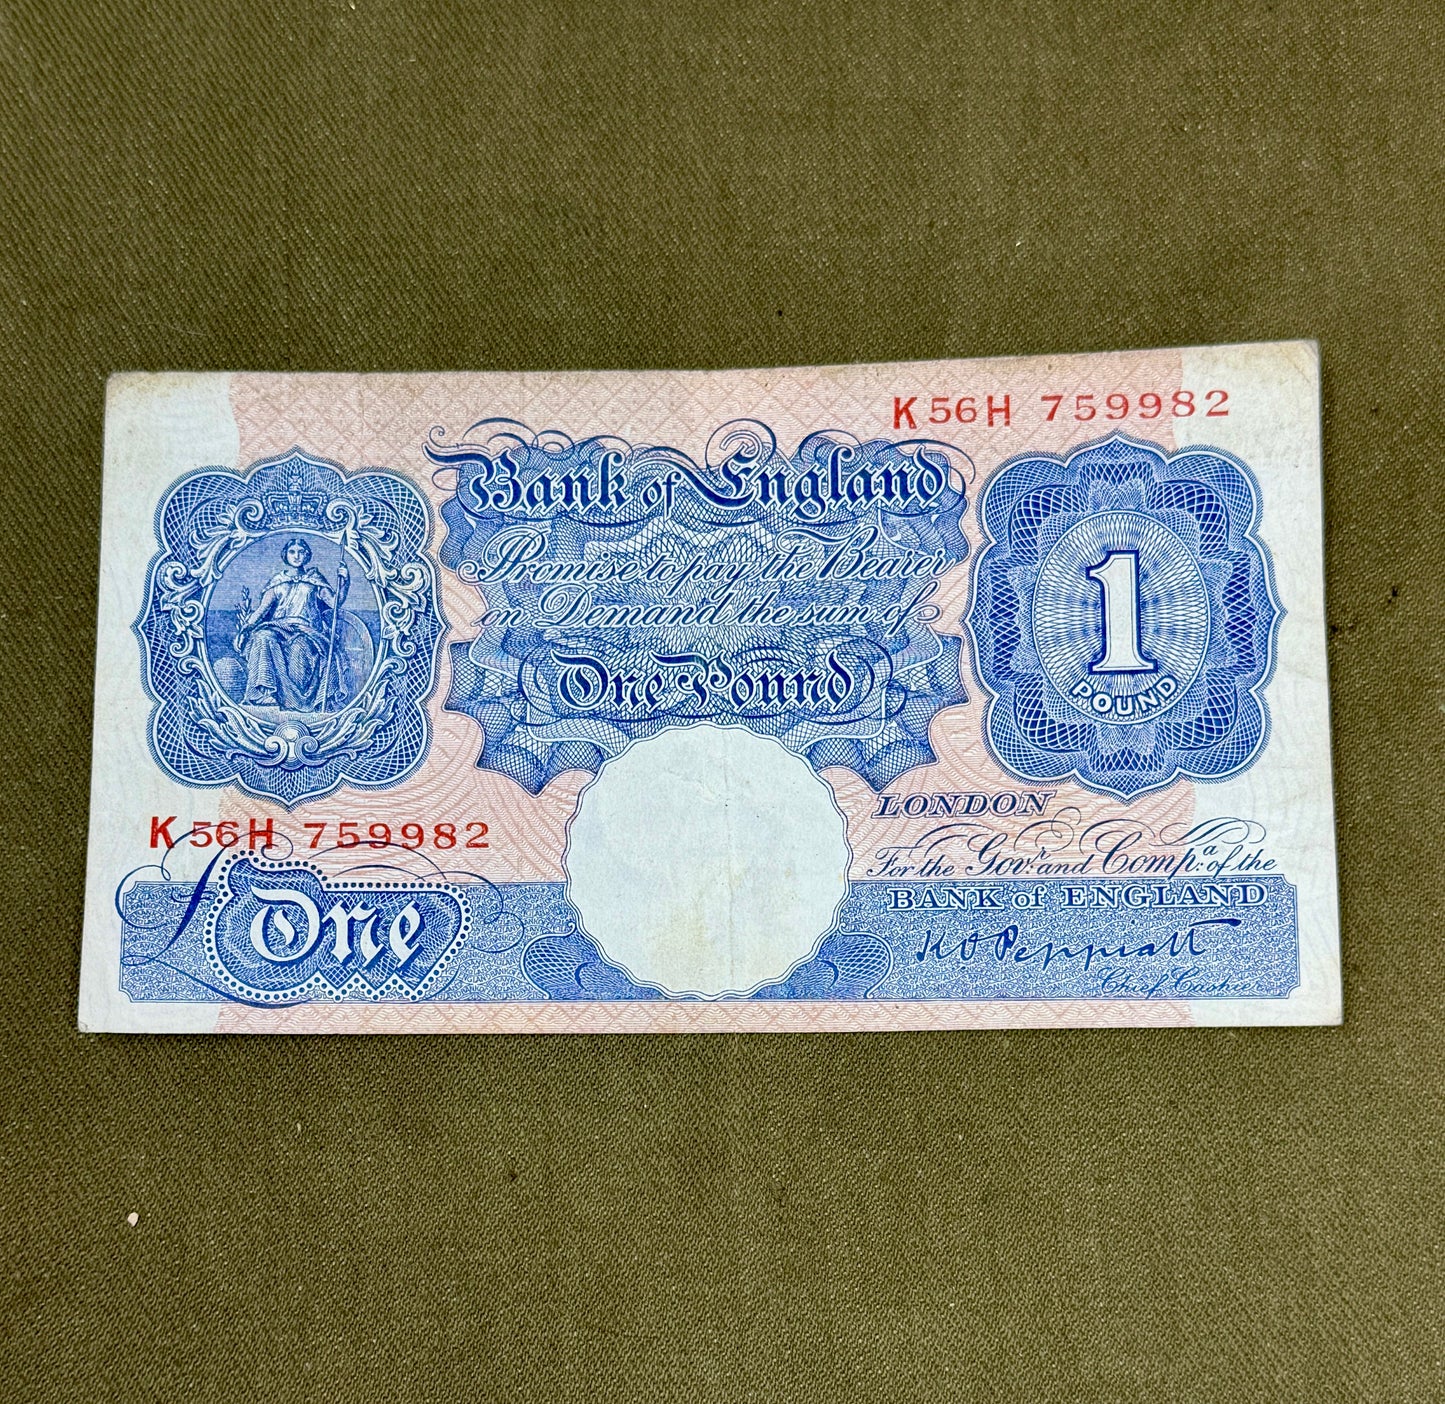 K56H 759982
Bank of England
Promise to pay the Bearer
on Demand the sum of
One Pound
1
POUND
LONDON
K56H 759982
For the Govr. and Compa. of the
BANK of ENGLAND
£One
K O Peppiatt
Chief Cashier